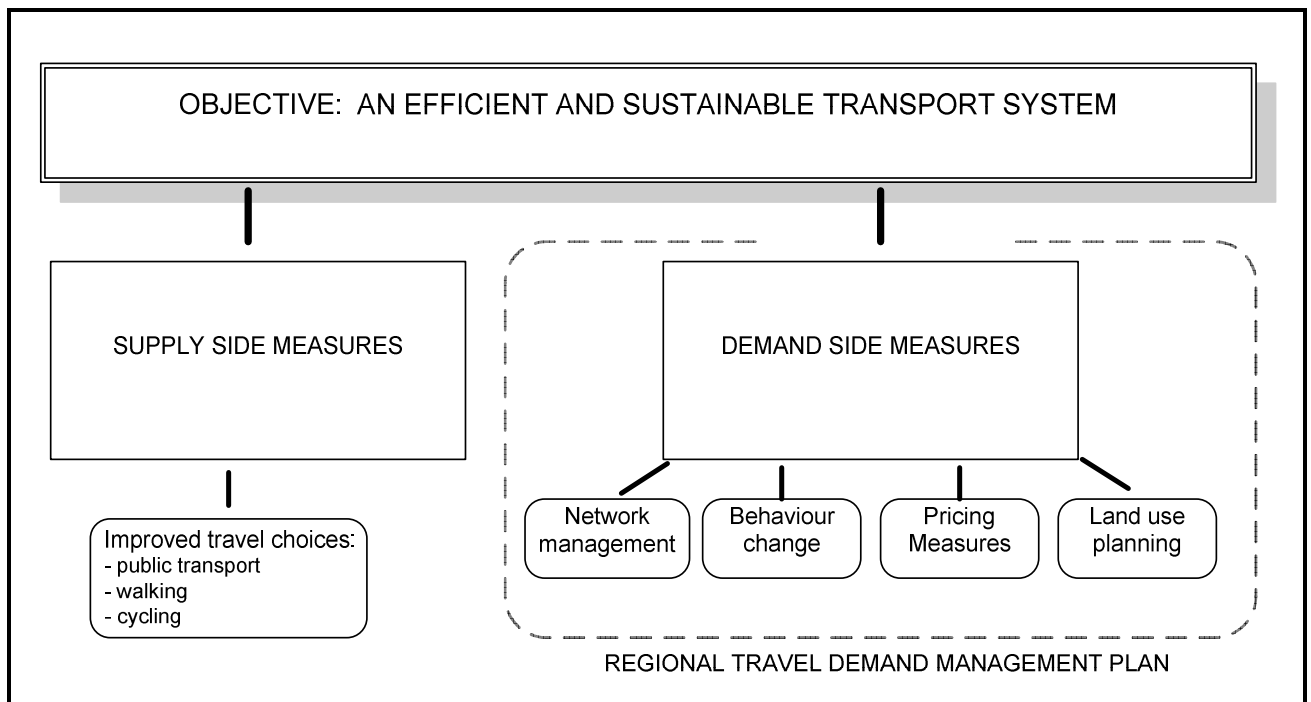 OBJECTIVE: AN EFFICIENT AND SUSTAINABLE TRANSPORT SYSTEM
SUPPLY SIDE MEASURES
DEMAND SIDE MEASURES
Improved travel choices:
- public transport
- walking
- cycling
Network
management
Behaviour
change
Pricing
Measures
Land use
planning
REGIONAL TRAVEL DEMAND MANAGEMENT PLAN